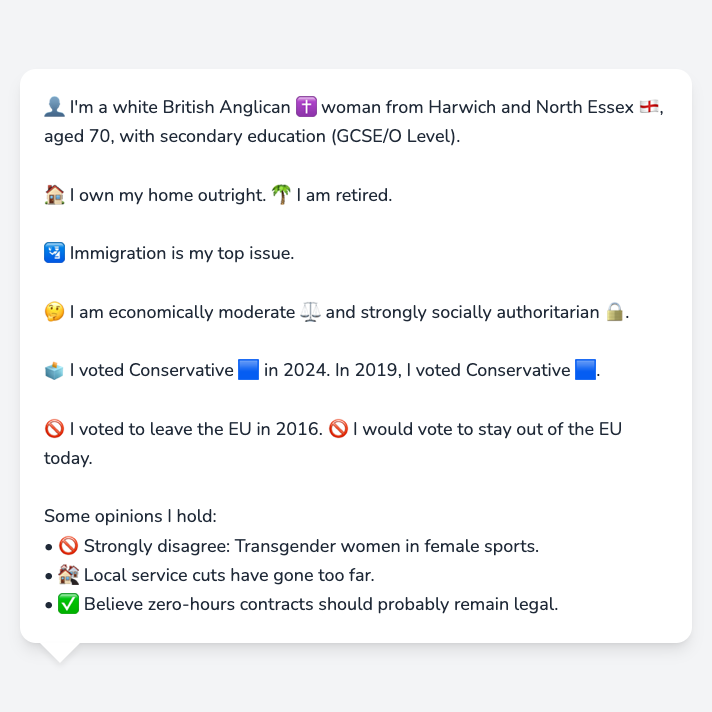 👤 I'm a white British Anglican ✝️ woman from Harwich and North Essex 🏴󠁧󠁢󠁥󠁮󠁧󠁿,
aged 70, with secondary education (GCSE/O Level).
🏠 I own my home outright. 🌴 I am retired.
🛂 Immigration is my top issue.
🤔 I am economically moderate ⚖️ and strongly socially authoritarian 🔒.
🗳️ I voted Conservative 🟦 in 2024. In 2019, I voted Conservative 🟦.
🚫 I voted to leave the EU in 2016. 🚫 I would vote to stay out of the EU
today.
Some opinions I hold:
• 🚫 Strongly disagree: Transgender women in female sports.
• 🏚️ Local service cuts have gone too far.
• ✅ Believe zero-hours contracts should probably remain legal.